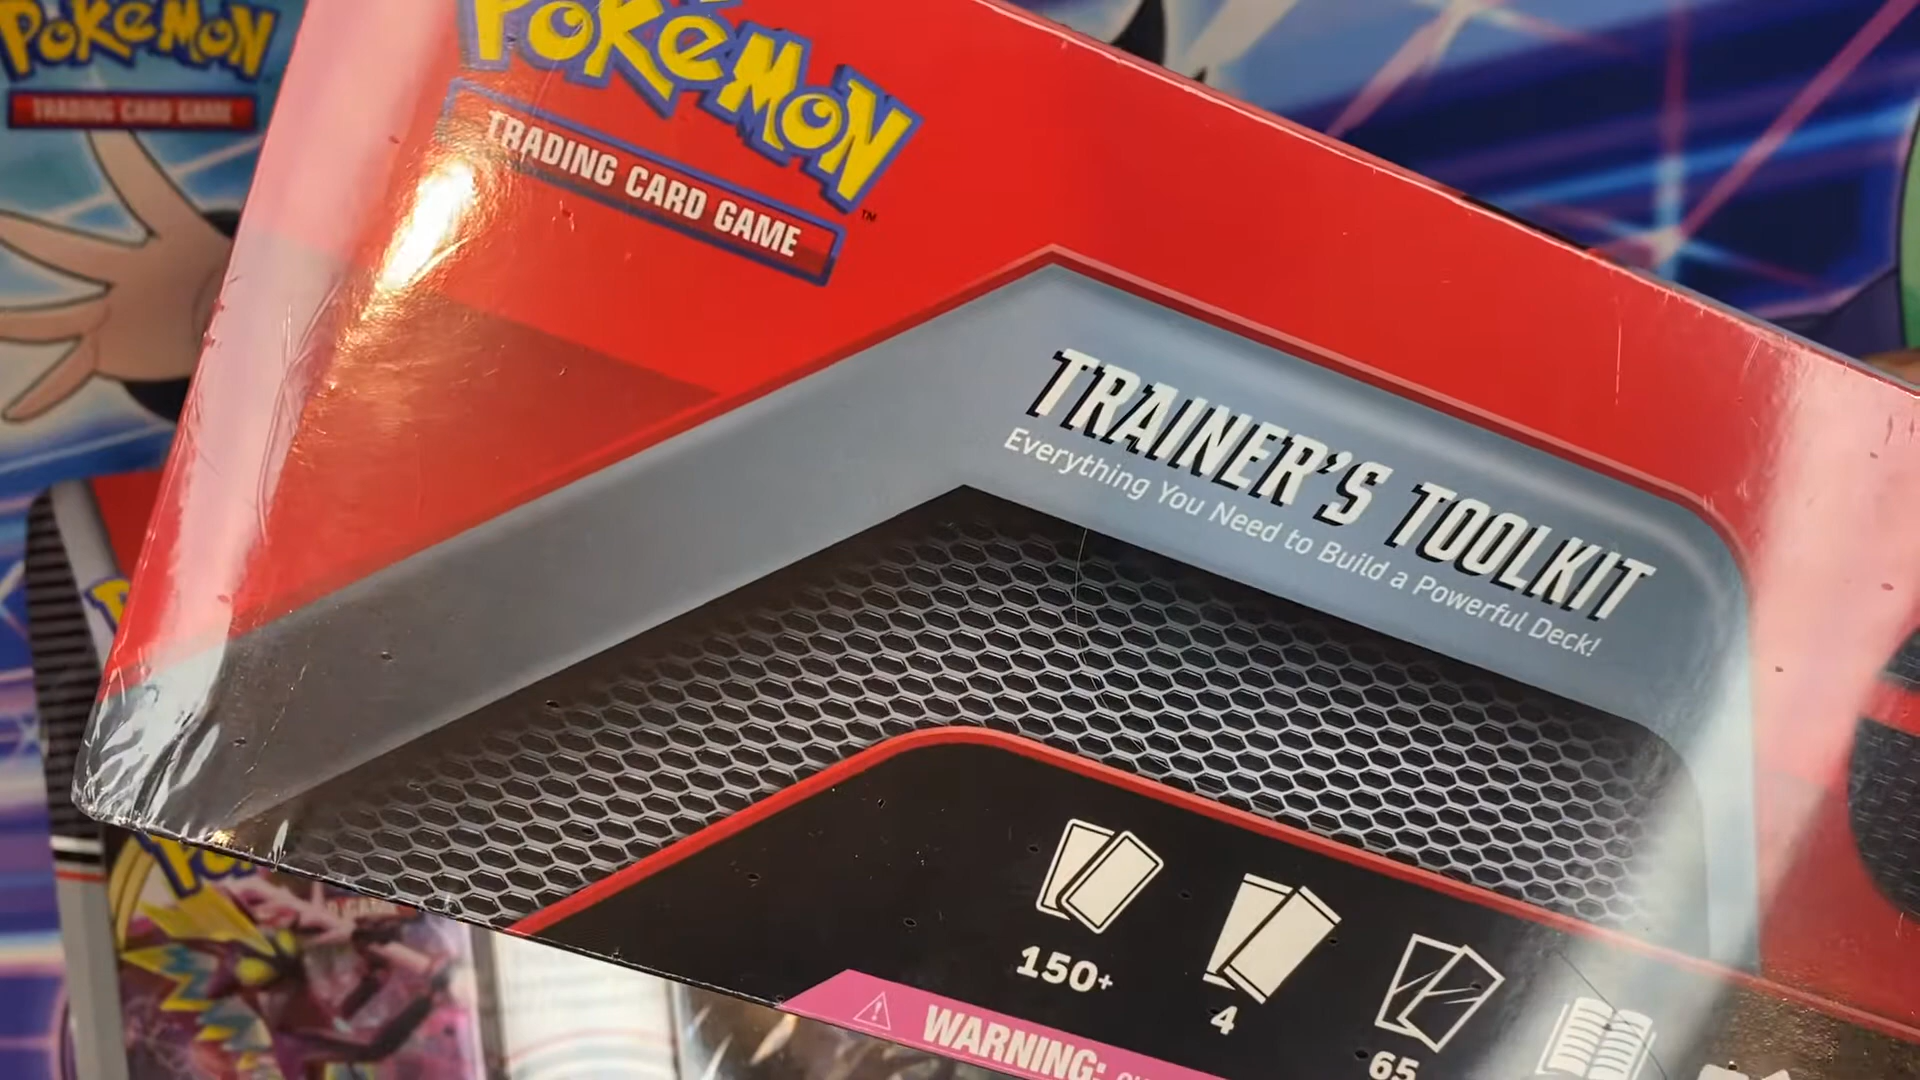 POKéMON
TRADING CARD GAME
POKéMON
TRADING CARD GAME™
TRAINER'S TOOLKIT
Everything You Need to Build a Powerful Deck!
150+
4
65
WARNING: